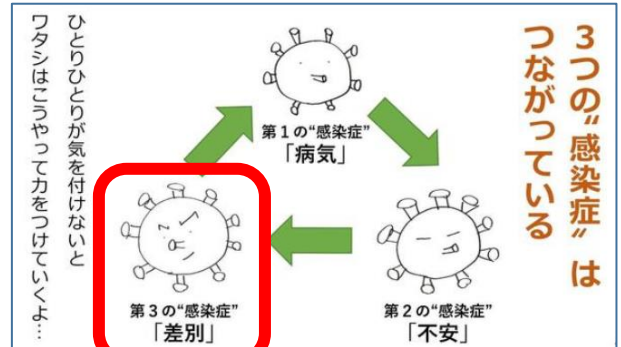 ３つの“感染症〟は
つながっている
第１の“感染症”
「病気」
第２の“感染症”
「不安」
第３の“感染症”
「差別」
ひとりひとりが気を付けないと
ワタシはこうやって力をつけていくよ…